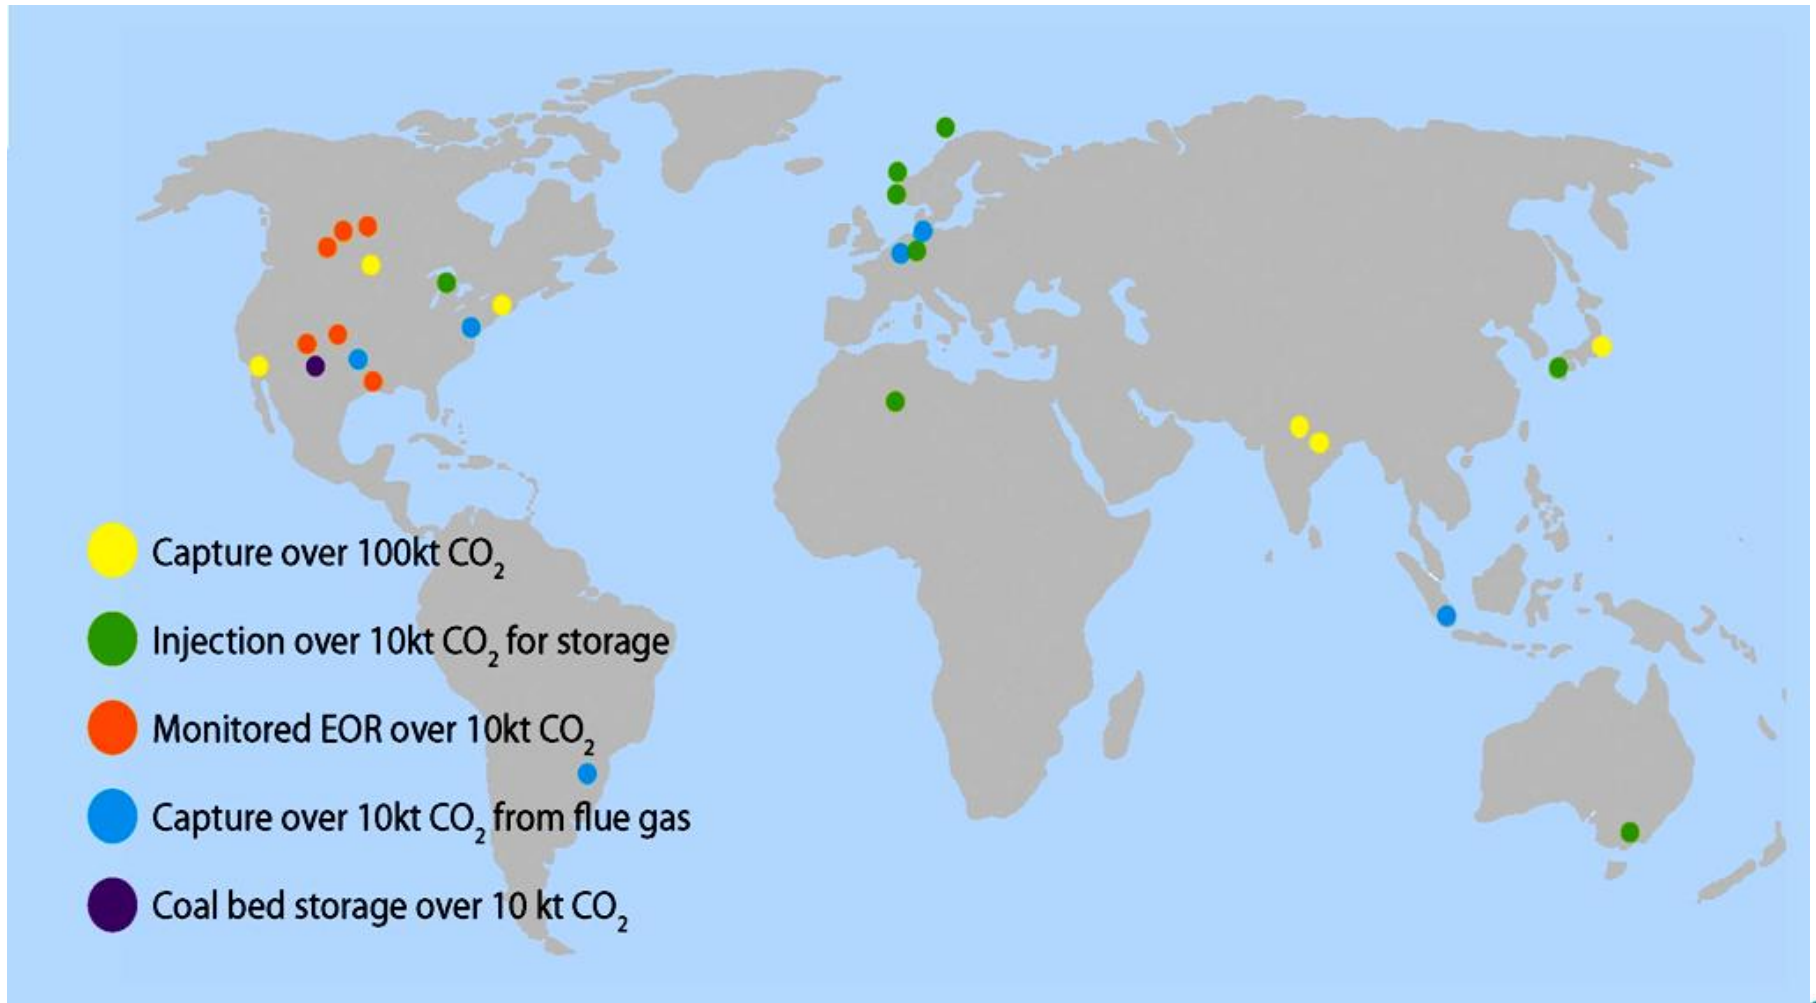 Capture over 100kt CO₂
Injection over 10kt CO₂ for storage
Monitored EOR over 10kt CO₂
Capture over 10kt CO₂ from flue gas
Coal bed storage over 10 kt CO₂